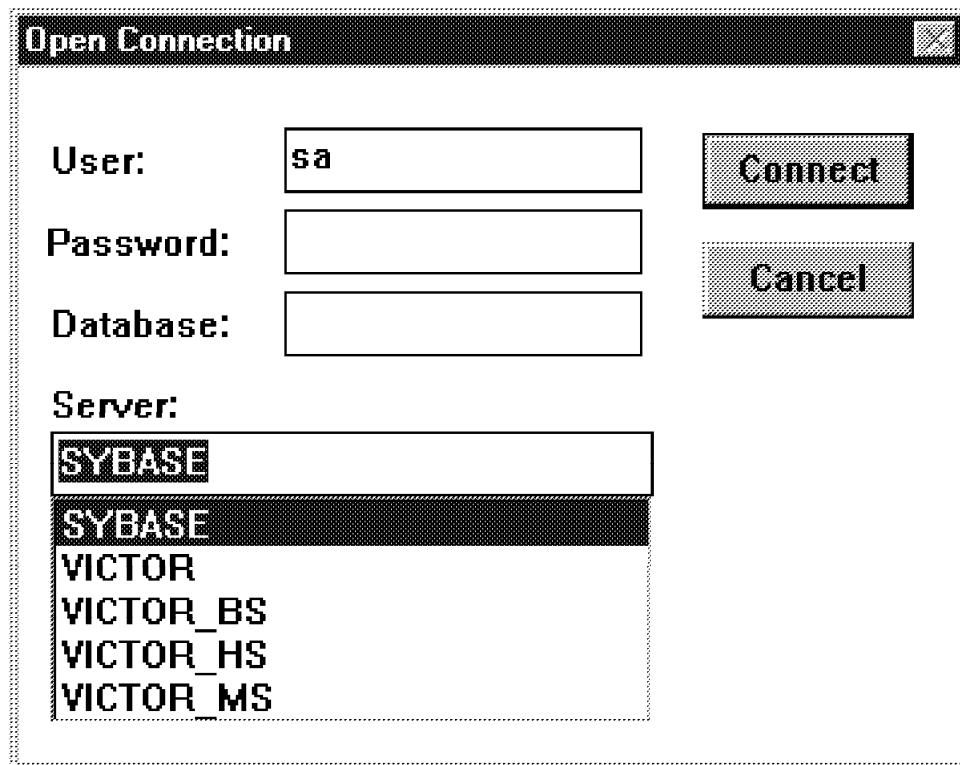 Open Connection
User: sa
Connect
Password:
Cancel
Database:
Server:
SYBASE
SYBASE
VICTOR
VICTOR_BS
VICTOR_HS
VICTOR_MS